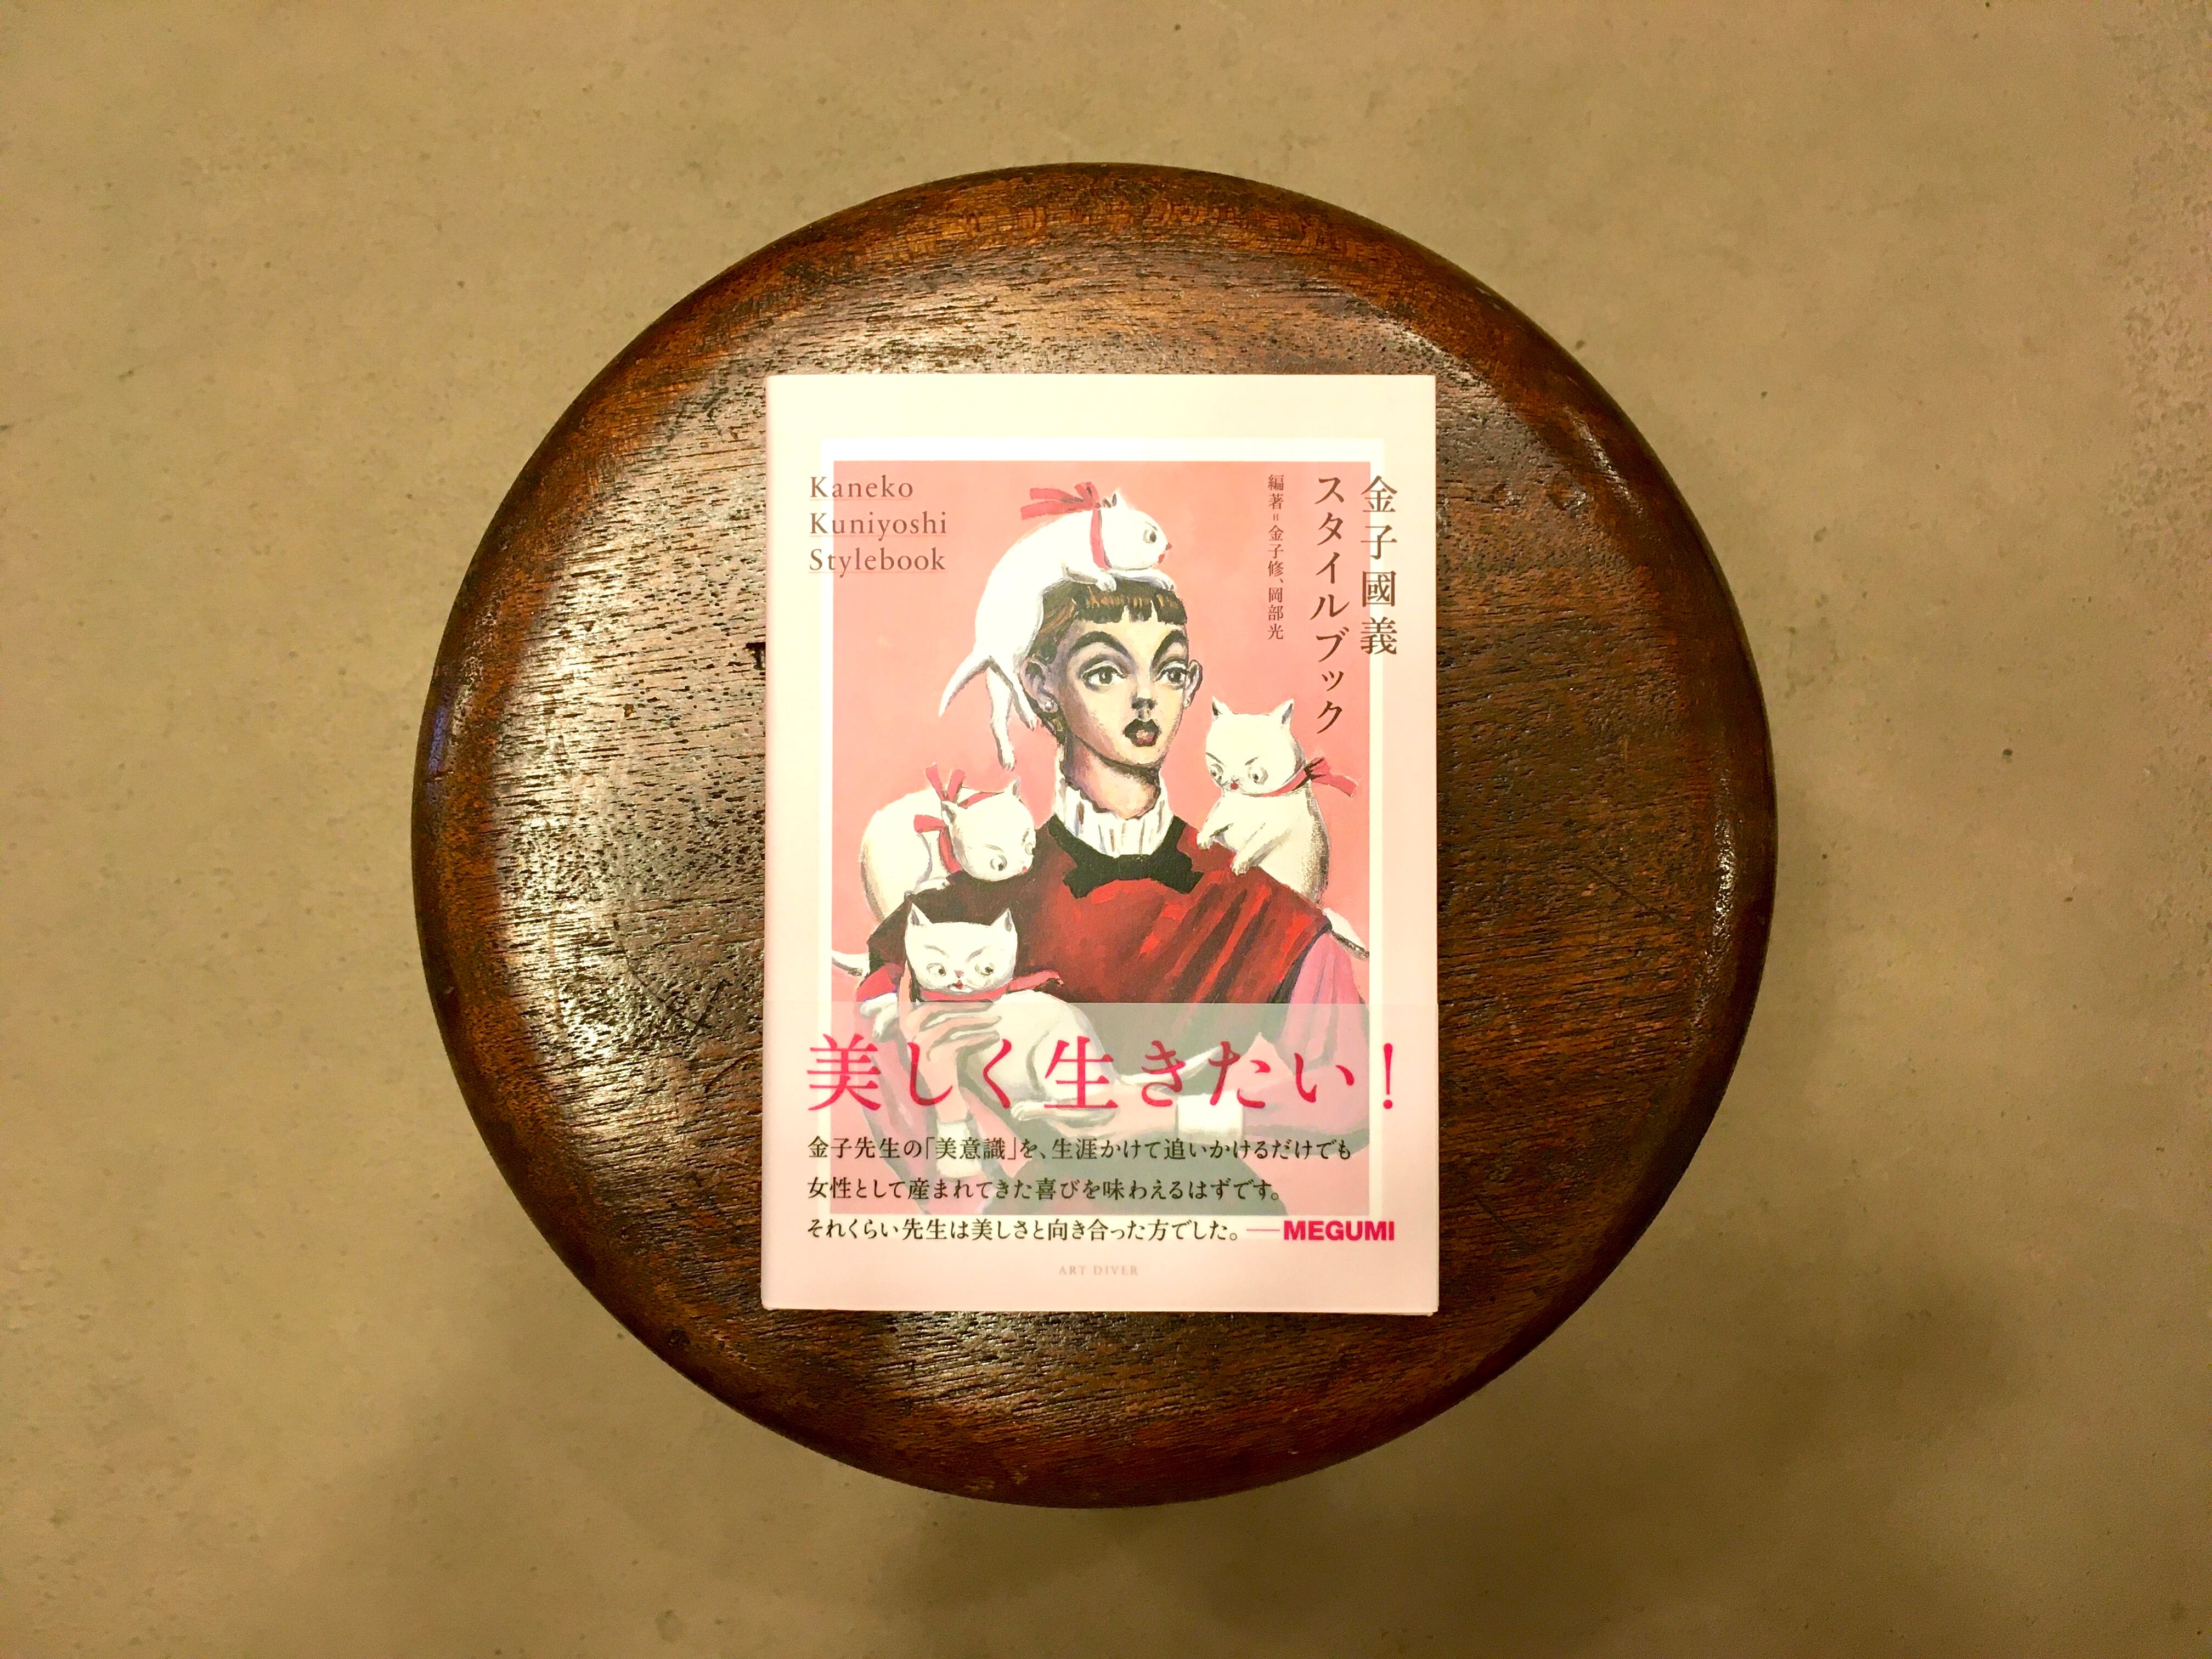 Kaneko
Kuniyoshi
Stylebook
金子國義
スタイルブック
編著=金子修、岡部光
美しく生きたい!
金子先生の「美意識」を、生涯かけて追いかけるだけでも
女性として産まれてきた喜びを味わえるはずです。
それくらい先生は美しさと向き合った方でした。—MEGUMI
ART DIVER